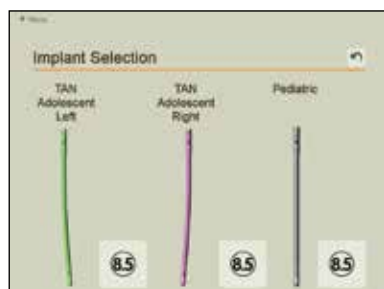 Implant Selection
TAN
Adolescent
Left
TAN
Adolescent
Right
Pediatric
8.5
8.5
8.5